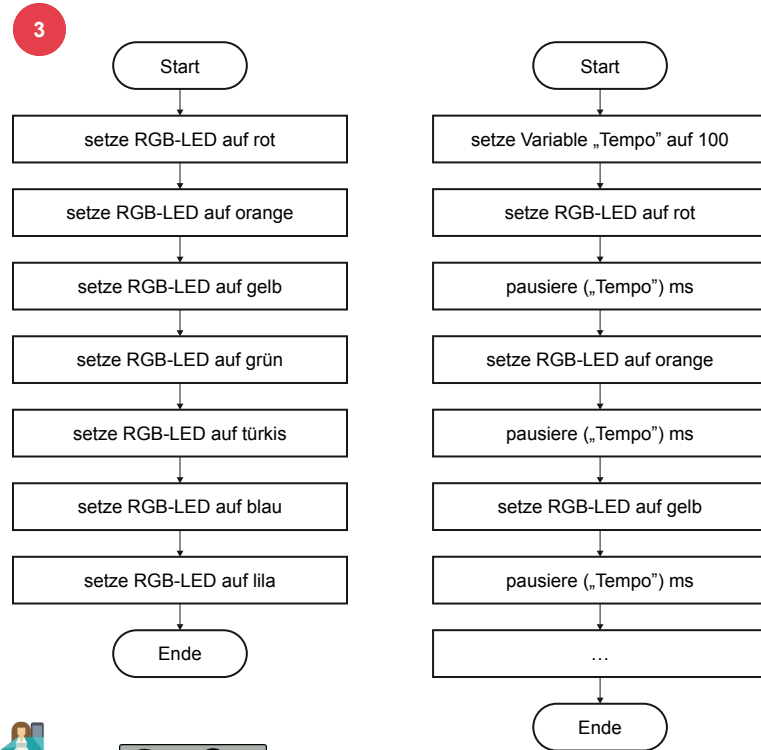 3
Start
setze RGB-LED auf rot
setze RGB-LED auf orange
setze RGB-LED auf gelb
setze RGB-LED auf grün
setze RGB-LED auf türkis
setze RGB-LED auf blau
setze RGB-LED auf lila
Ende
Start
setze Variable „Tempo” auf 100
setze RGB-LED auf rot
pausiere („Tempo”) ms
setze RGB-LED auf orange
pausiere („Tempo”) ms
setze RGB-LED auf gelb
pausiere („Tempo”) ms
…
Ende